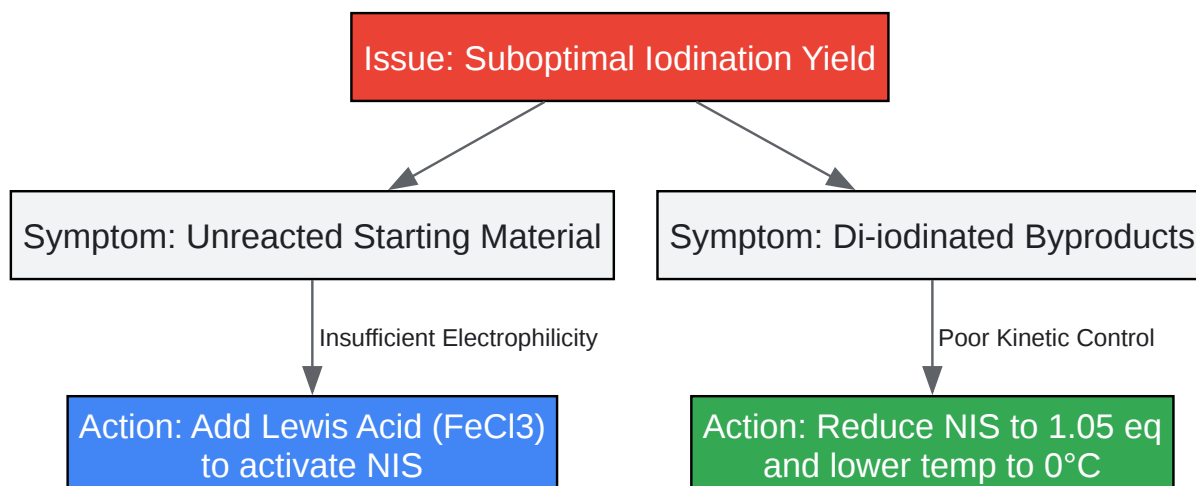 Issue: Suboptimal Iodination Yield
Symptom: Unreacted Starting Material
Symptom: Di-iodinated Byproducts
Insufficient Electrophilicity
Poor Kinetic Control
Action: Add Lewis Acid (FeCl3)
to activate NIS
Action: Reduce NIS to 1.05 eq
and lower temp to 0°C